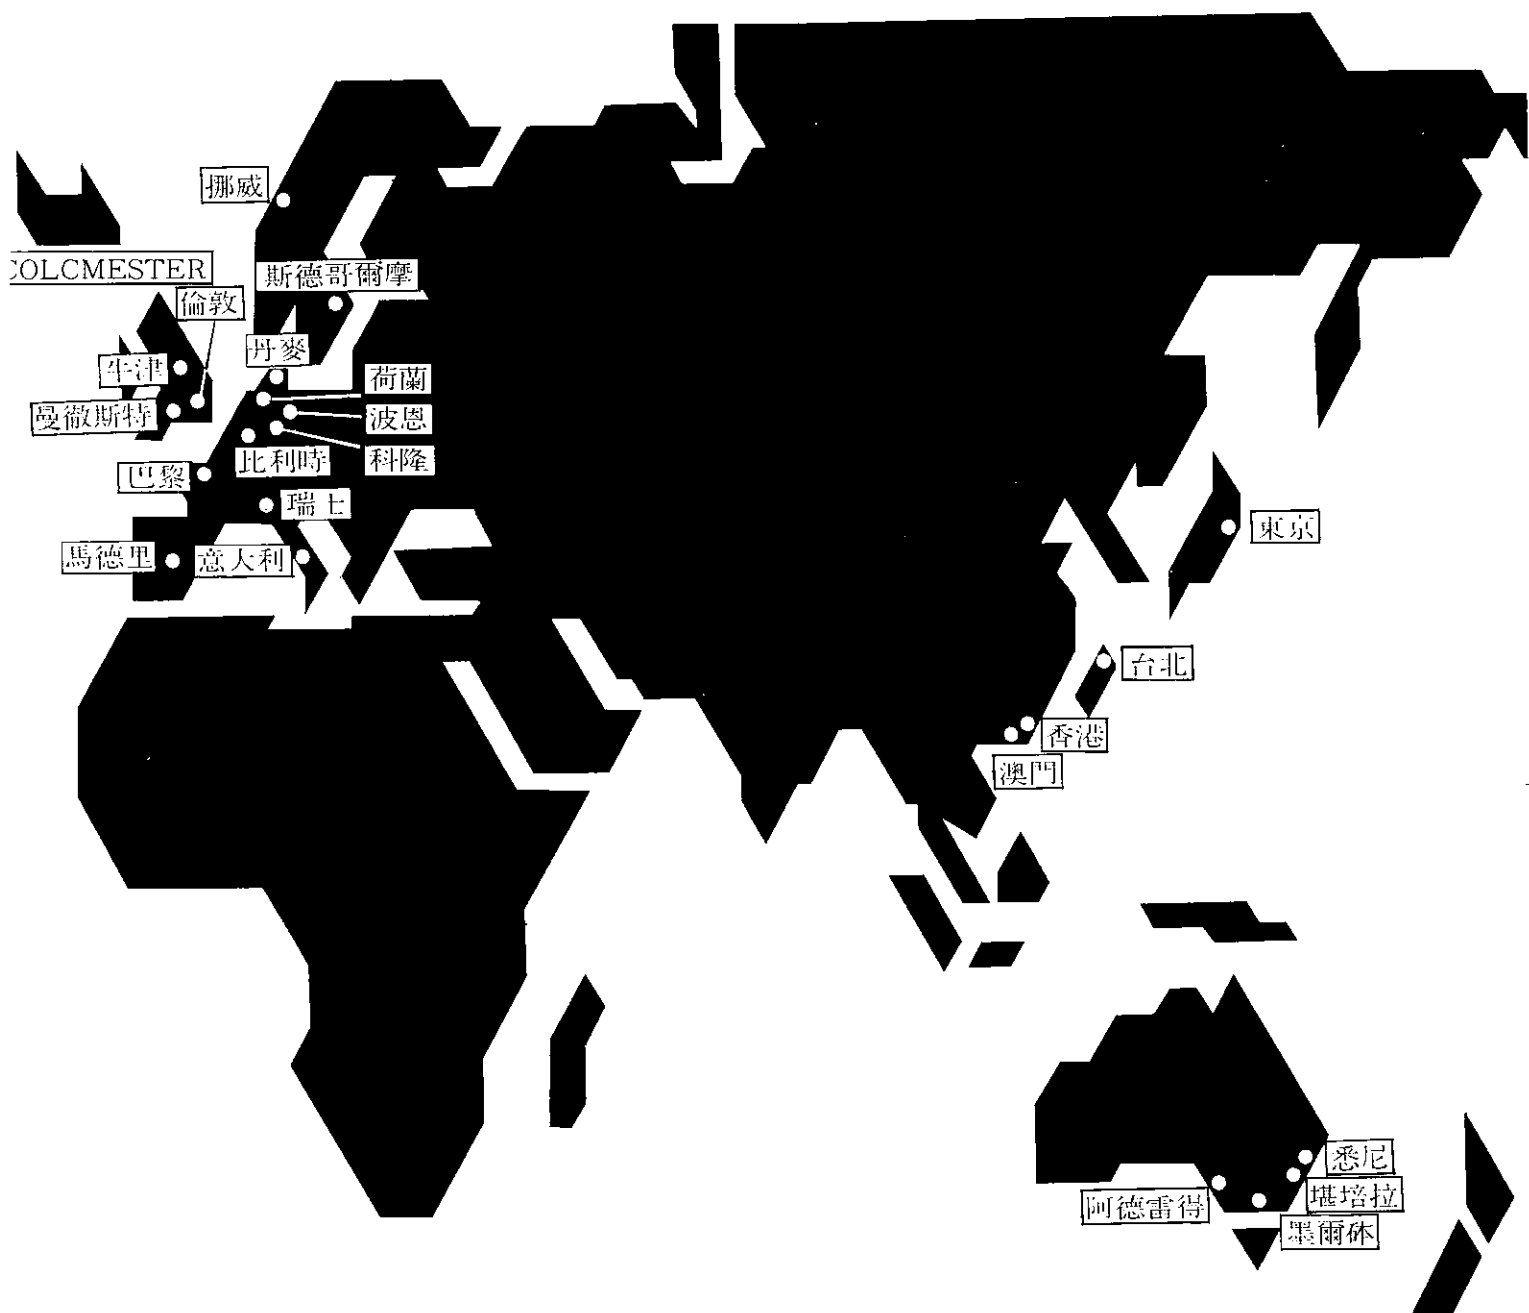 挪威
COLCMESTER
斯德哥爾摩
倫敦
丹麥
牛津
荷蘭
曼徹斯特
波恩
比利時
科隆
巴黎
瑞士
東京
馬德里
意大利
台北
香港
澳門
悉尼
堪培拉
阿德雷得
墨爾砵